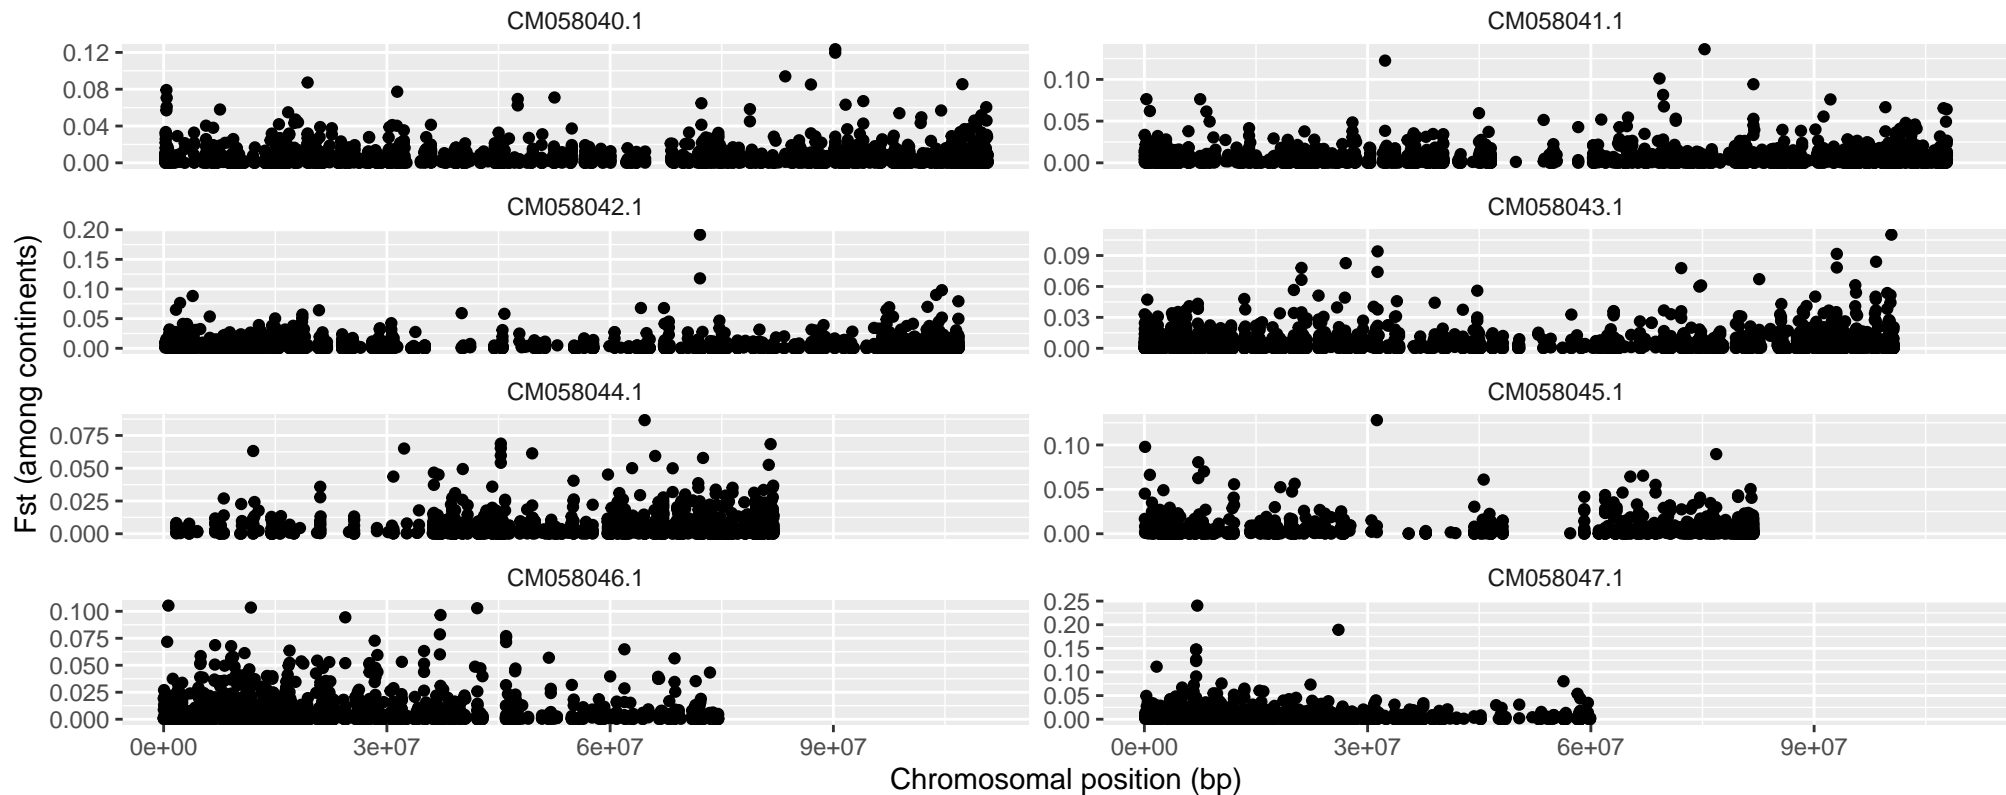 CM058040.1
CM058041.1
0.12
0.08
0.04
0.00
0.10
0.05
0.00
CM058042.1
CM058043.1
0.20
0.15
0.10
0.05
0.00
0.09
0.06
0.03
0.00
CM058044.1
CM058045.1
0.075
0.050
0.025
0.000
0.10
0.05
0.00
CM058046.1
CM058047.1
0.100
0.075
0.050
0.025
0.000
0.25
0.20
0.15
0.10
0.05
0.00
0e+00 3e+07 6e+07 9e+07
0e+00 3e+07 6e+07 9e+07
Fst (among continents)
Chromosomal position (bp)